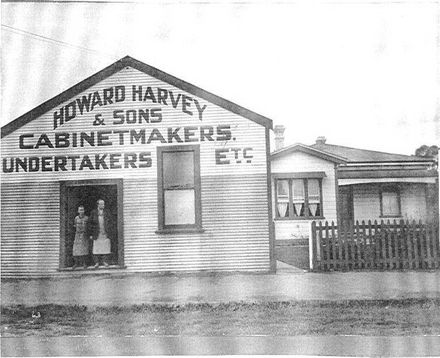 HOWARD HARVEY
& SONS
CABINETMAKERS.
UNDERTAKERS ETC